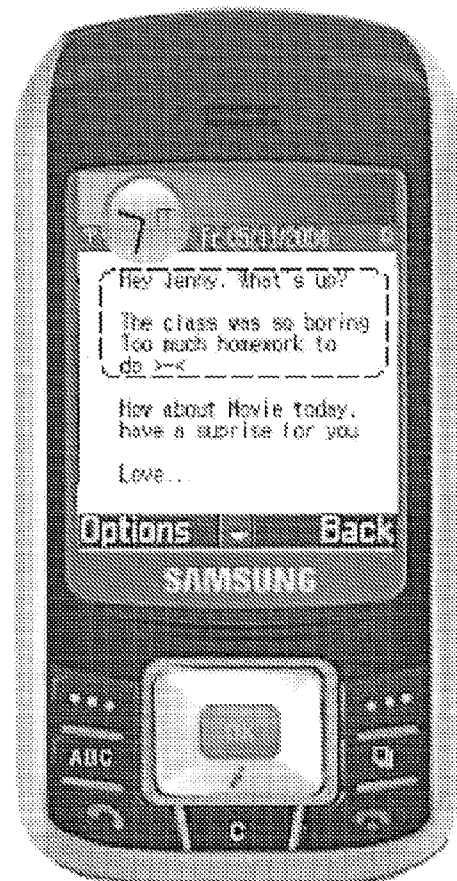 Hey Jenny. What's up?
The class was so boring
Too much homework to
do >~<
How about Movie today.
have a suprise for you
Love...
Options
Back
SAMSUNG
ABC
C